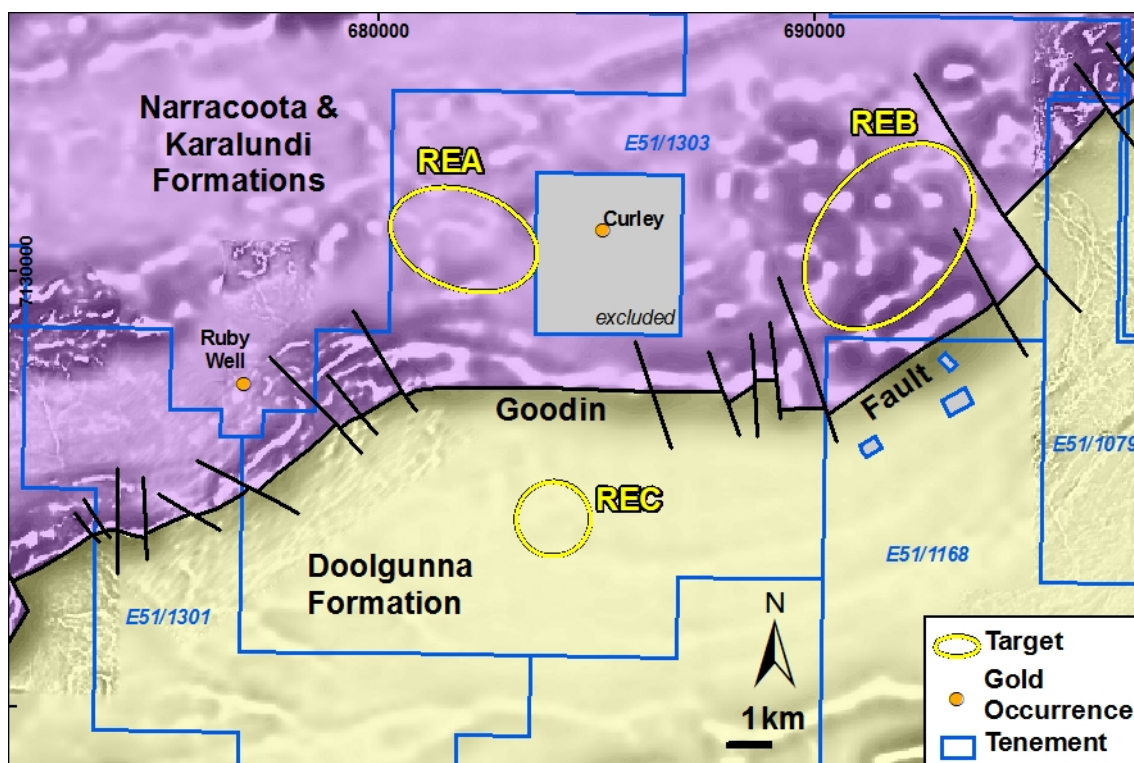 680000
690000
Narracoota &
Karalundi
Formations
REA
E51/1303
REB
Curley
7130000
excluded
Ruby
Well
Goodin
Fault
E51/1079
REC
Doolgunna
Formation
E51/1301
E51/1168
N
1km
Target
Gold
Occurrence
Tenement